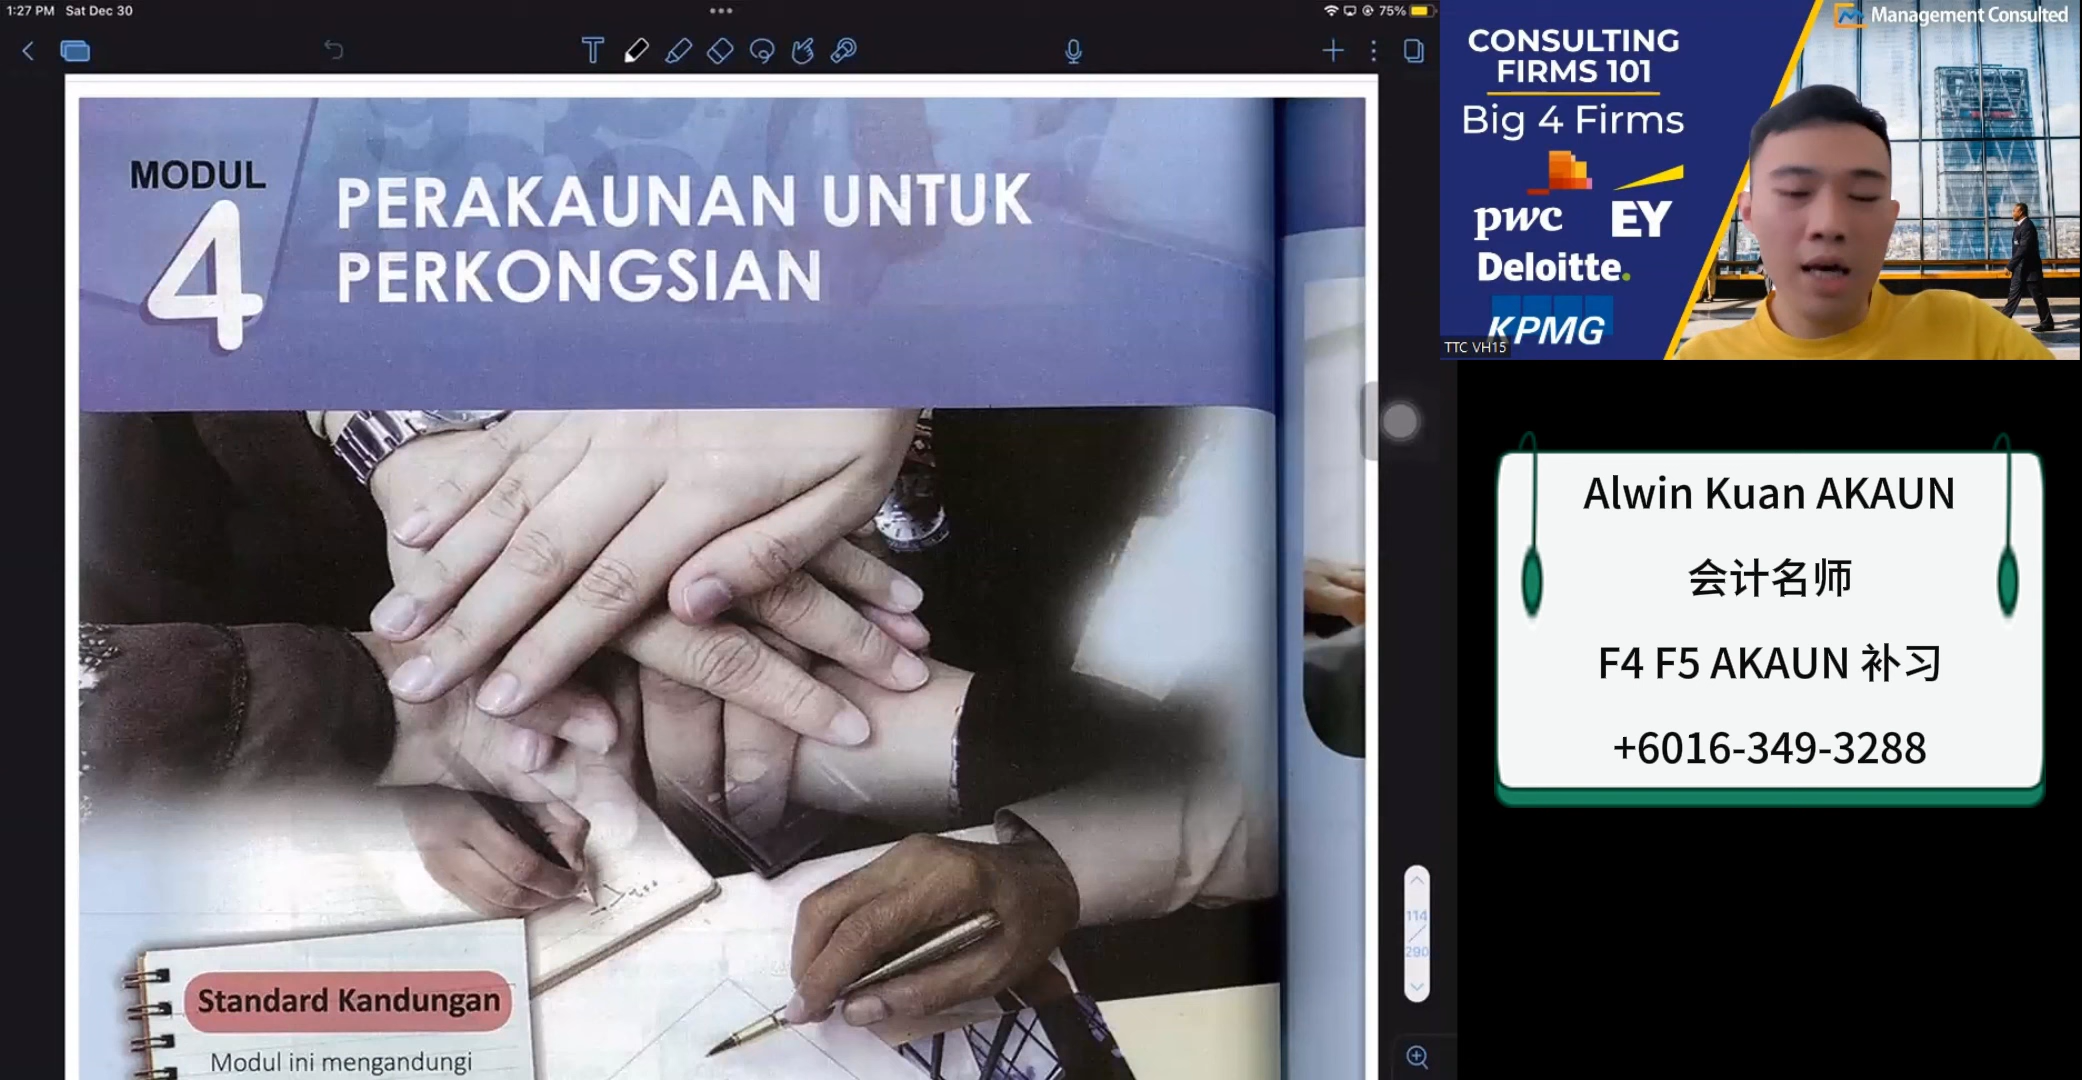 1:27 PM Sat Dec 30
75%
MODUL
4
PERAKAUNAN UNTUK
PERKONGSIAN
Standard Kandungan
Modul ini mengandungi
114
290
Management Consulted
CONSULTING
FIRMS 101
Big 4 Firms
pwc
EY
Deloitte.
KPMG
TTC VH15
Alwin Kuan AKAUN
会计名师
F4 F5 AKAUN 补习
+6016-349-3288